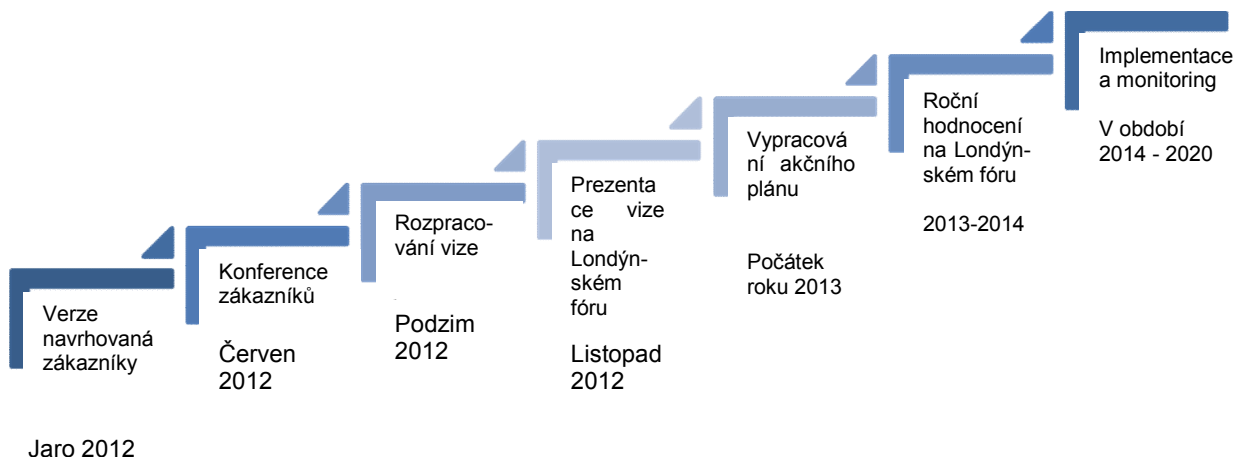 Verze
navrhovaná
zákazníky
Jaro 2012
Konference
zákazníků
Červen
2012
Rozpraco-
vání vize
Podzim
2012
Prezenta
ce vize
na
Londýn-
ském
fóru
Listopad
2012
Vypracová
ní akčního
plánu
Počátek
roku 2013
Roční
hodnocení
na Londýn-
ském fóru
2013-2014
Implementace
a monitoring
V období
2014 - 2020